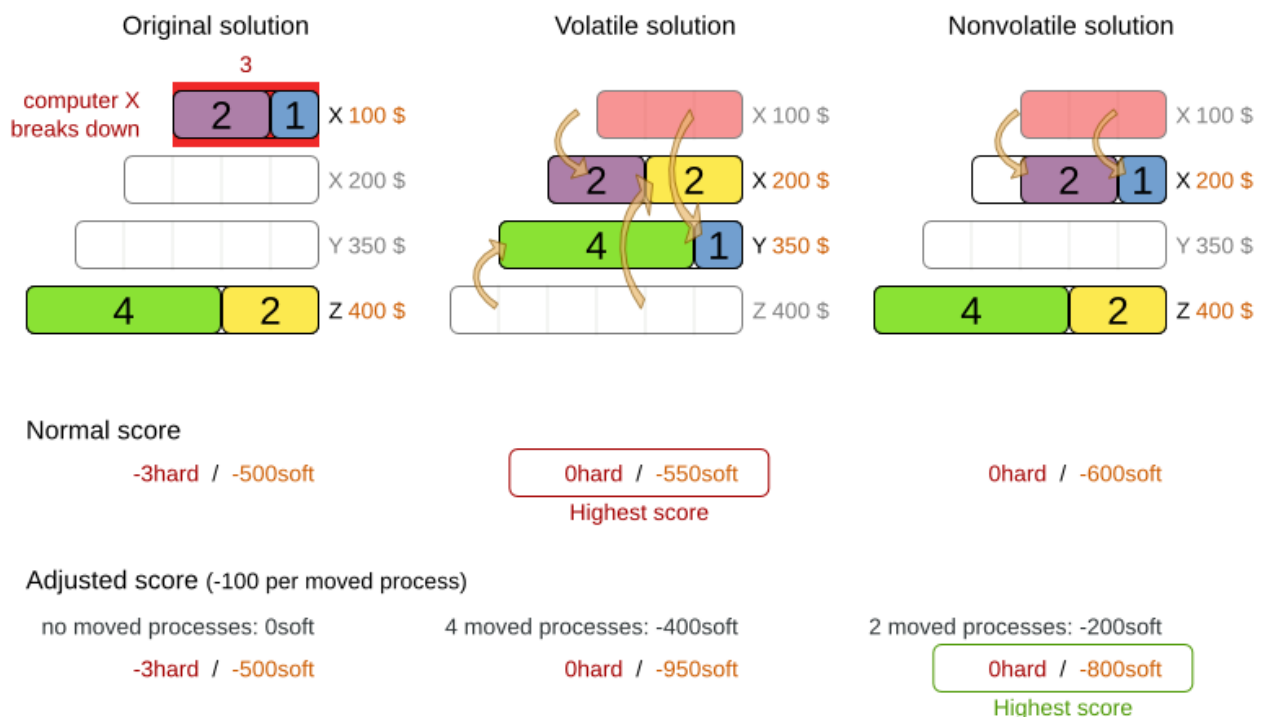 Original solution
Volatile solution
Nonvolatile solution
3
computer X
breaks down
2 1 X 100 $
X 200 $
Y 350 $
4 2 Z 400 $
X 100 $
2 2 X 200 $
4 1 Y 350 $
Z 400 $
X 100 $
2 1 X 200 $
Y 350 $
4 2 Z 400 $
Normal score
-3hard / -500soft
0hard / -550soft
Highest score
0hard / -600soft
Adjusted score (-100 per moved process)
no moved processes: 0soft
-3hard / -500soft
4 moved processes: -400soft
0hard / -950soft
2 moved processes: -200soft
0hard / -800soft
Highest score